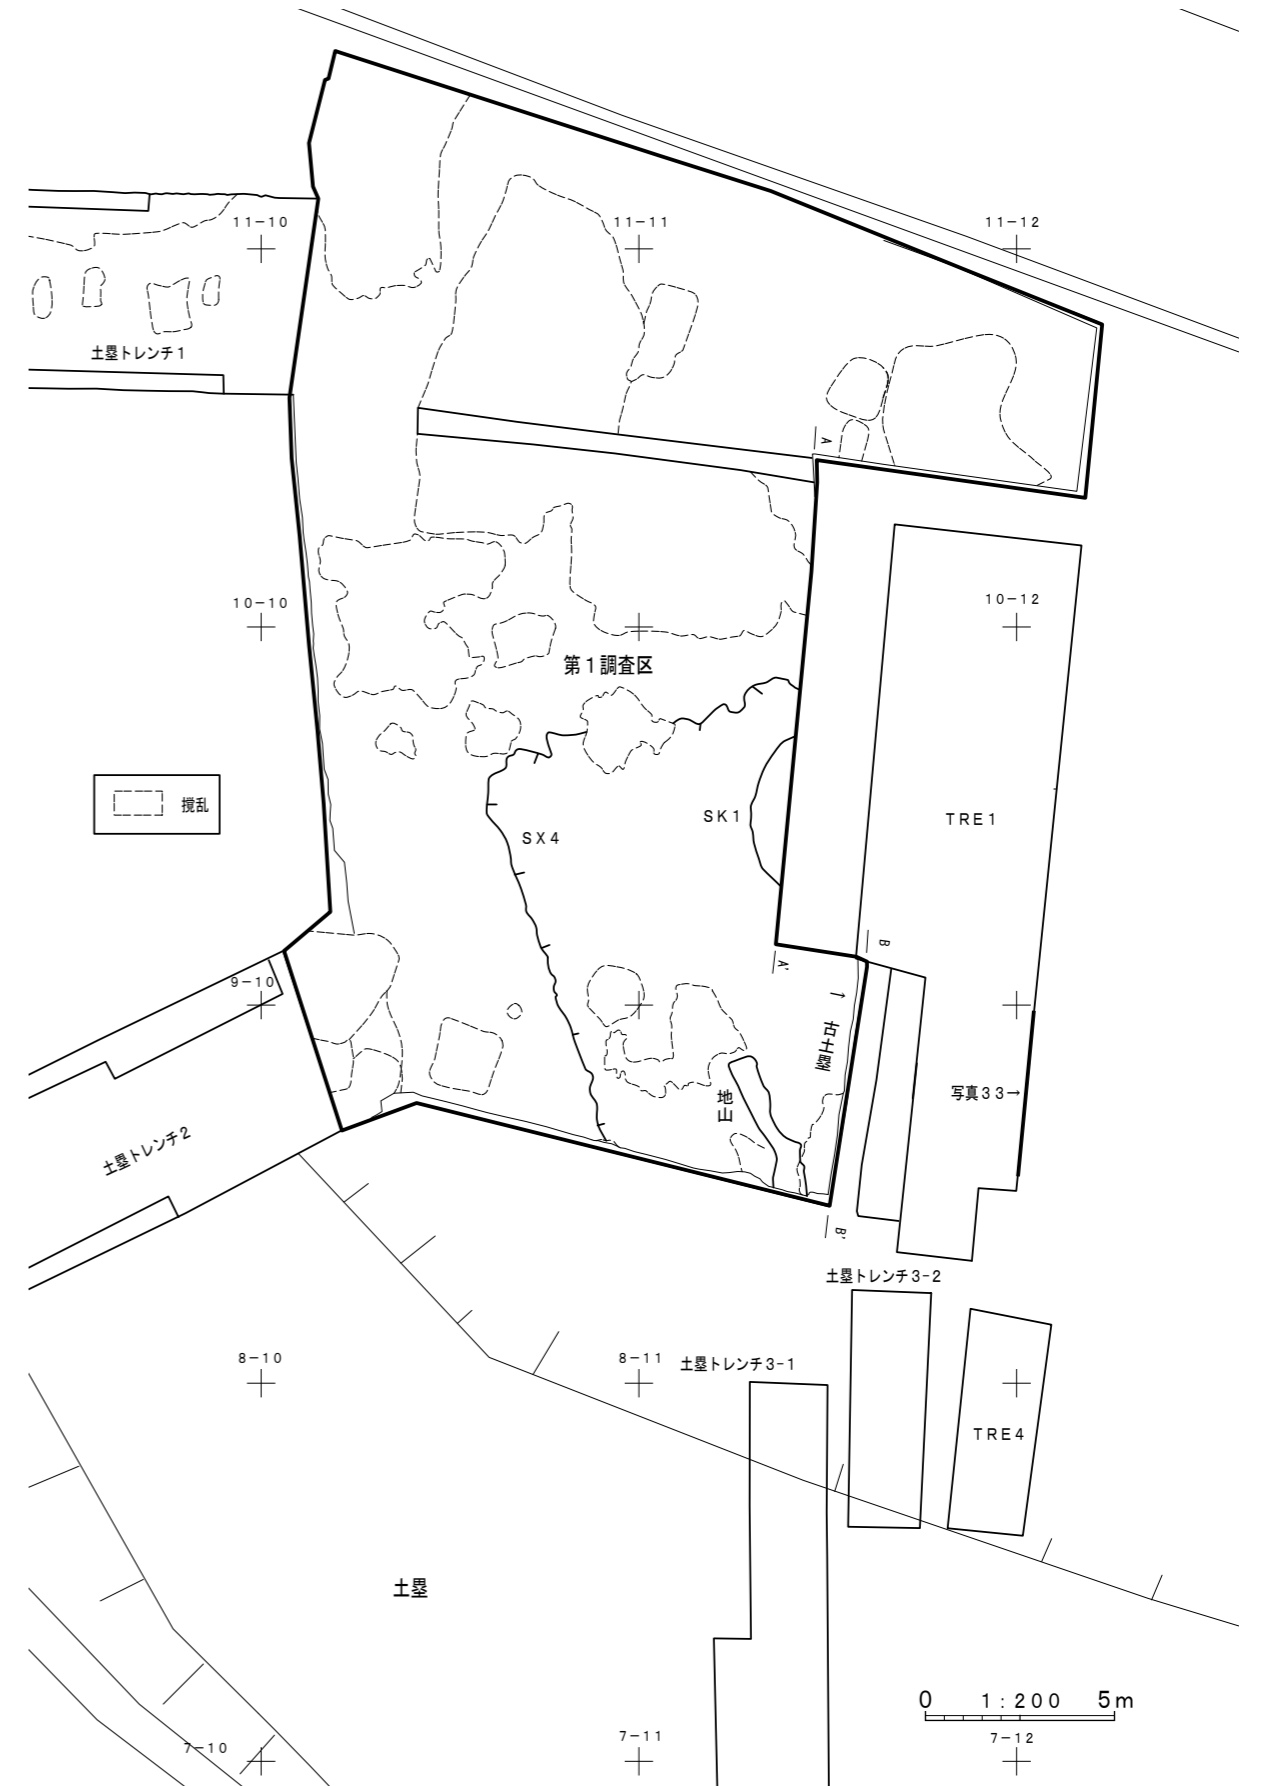 11-10
11-11
11-12
土塁トレンチ1
A
10-10
10-12
第1調査区
撹乱
SK1
TRE1
SX4
B
A'
9-10
→
古土塁
地山
写真33→
土塁トレンチ2
B'
土塁トレンチ3-2
8-10
8-11
土塁トレンチ3-1
TRE4
土塁
0 1:200 5m
7-10
7-11
7-12